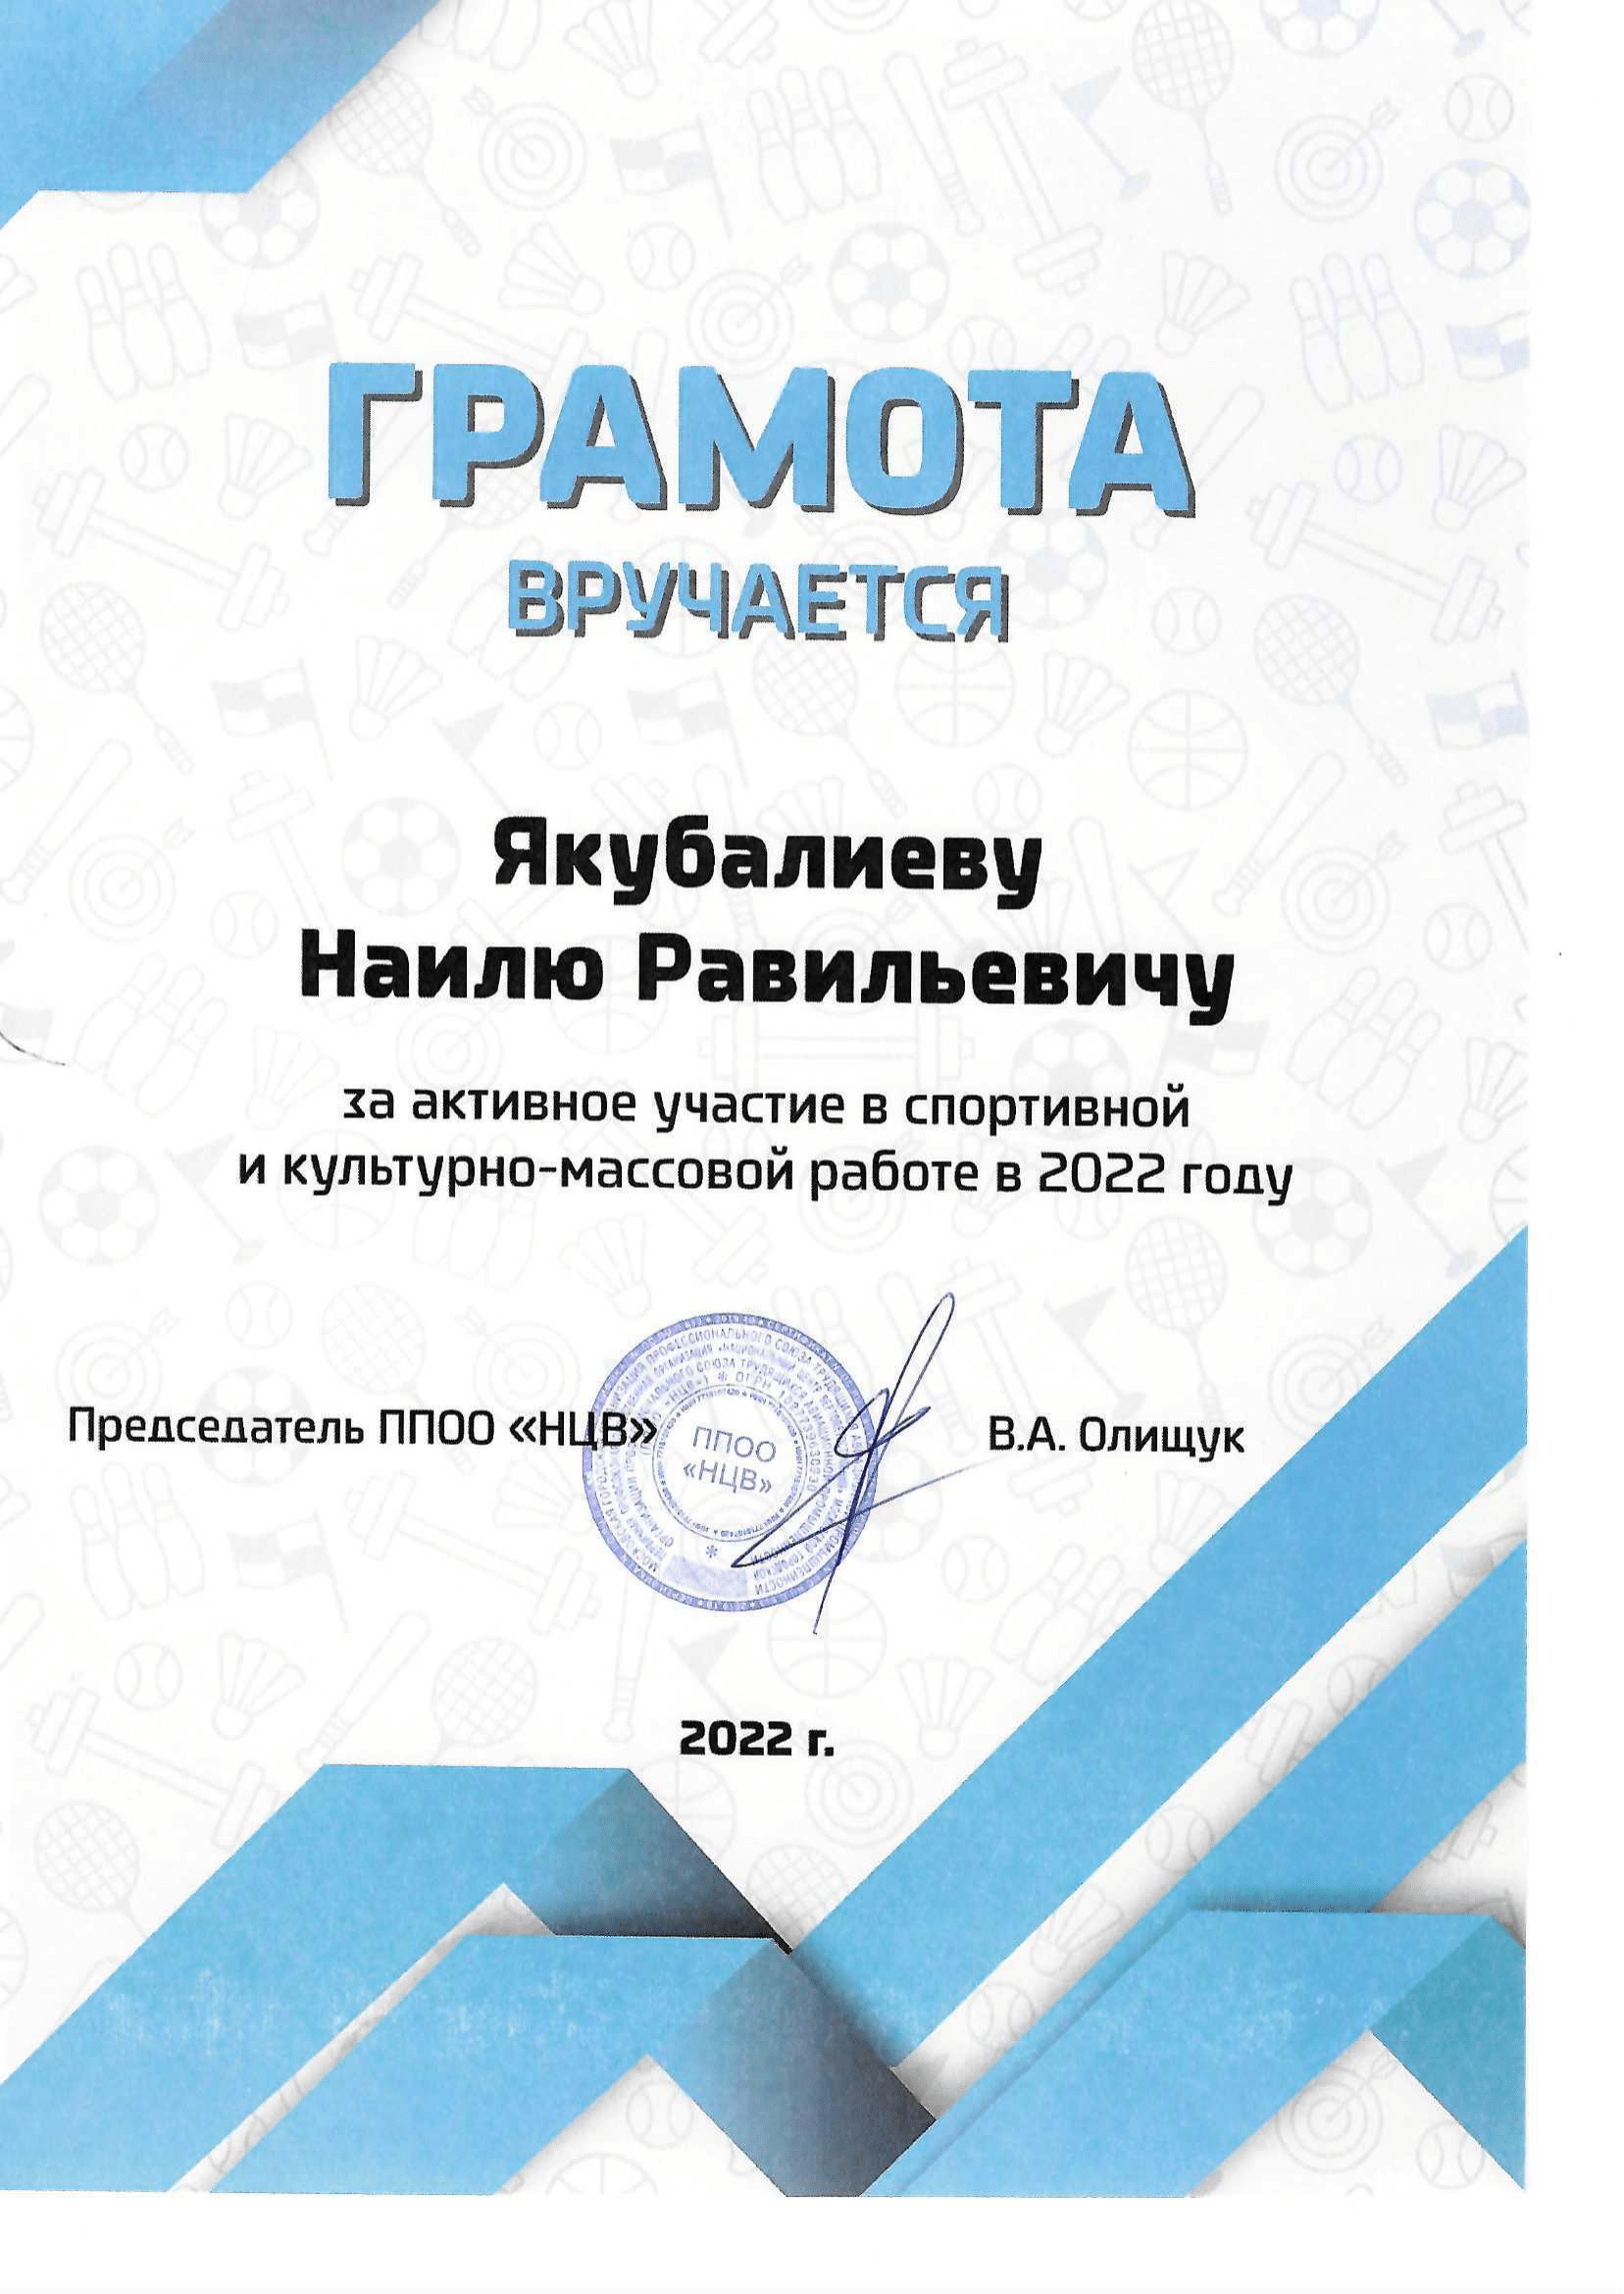 ГРАМОТА
ВРУЧАЕТСЯ
Якубалиеву
Наилю Равильевичу
за активное участие в спортивной
и культурно-массовой работе в 2022 году
Председатель ППОО «НЦВ»
ППОО
«НЦВ»
В.А. Олищук
2022 г.